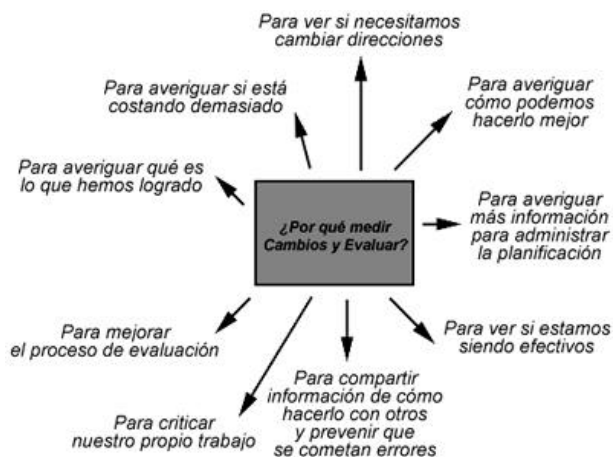 Para ver si necesitamos
cambiar direcciones
Para averiguar si está
costando demasiado
Para averiguar
cómo podemos
hacerlo mejor
Para averiguar qué es
lo que hemos logrado
¿Por qué medir
Cambios y Evaluar?
Para averiguar
más información
para administrar
la planificación
Para mejorar
el proceso de evaluación
Para ver si estamos
siendo efectivos
Para criticar
nuestro propio trabajo
Para compartir
información de cómo
hacerlo con otros
y prevenir que
se cometan errores